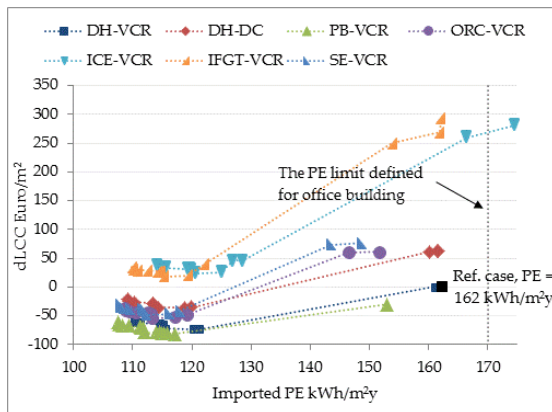 DH-VCR DH-DC PB-VCR ORC-VCR
ICE-VCR IFGT-VCR SE-VCR
350
300
250
200
150
100
50
0
-50
-100
dLCC Euro/m²
The PE limit defined
for office building
Ref. case, PE =
162 kWh/m²y
100 110 120 130 140 150 160 170
Imported PE kWh/m²y